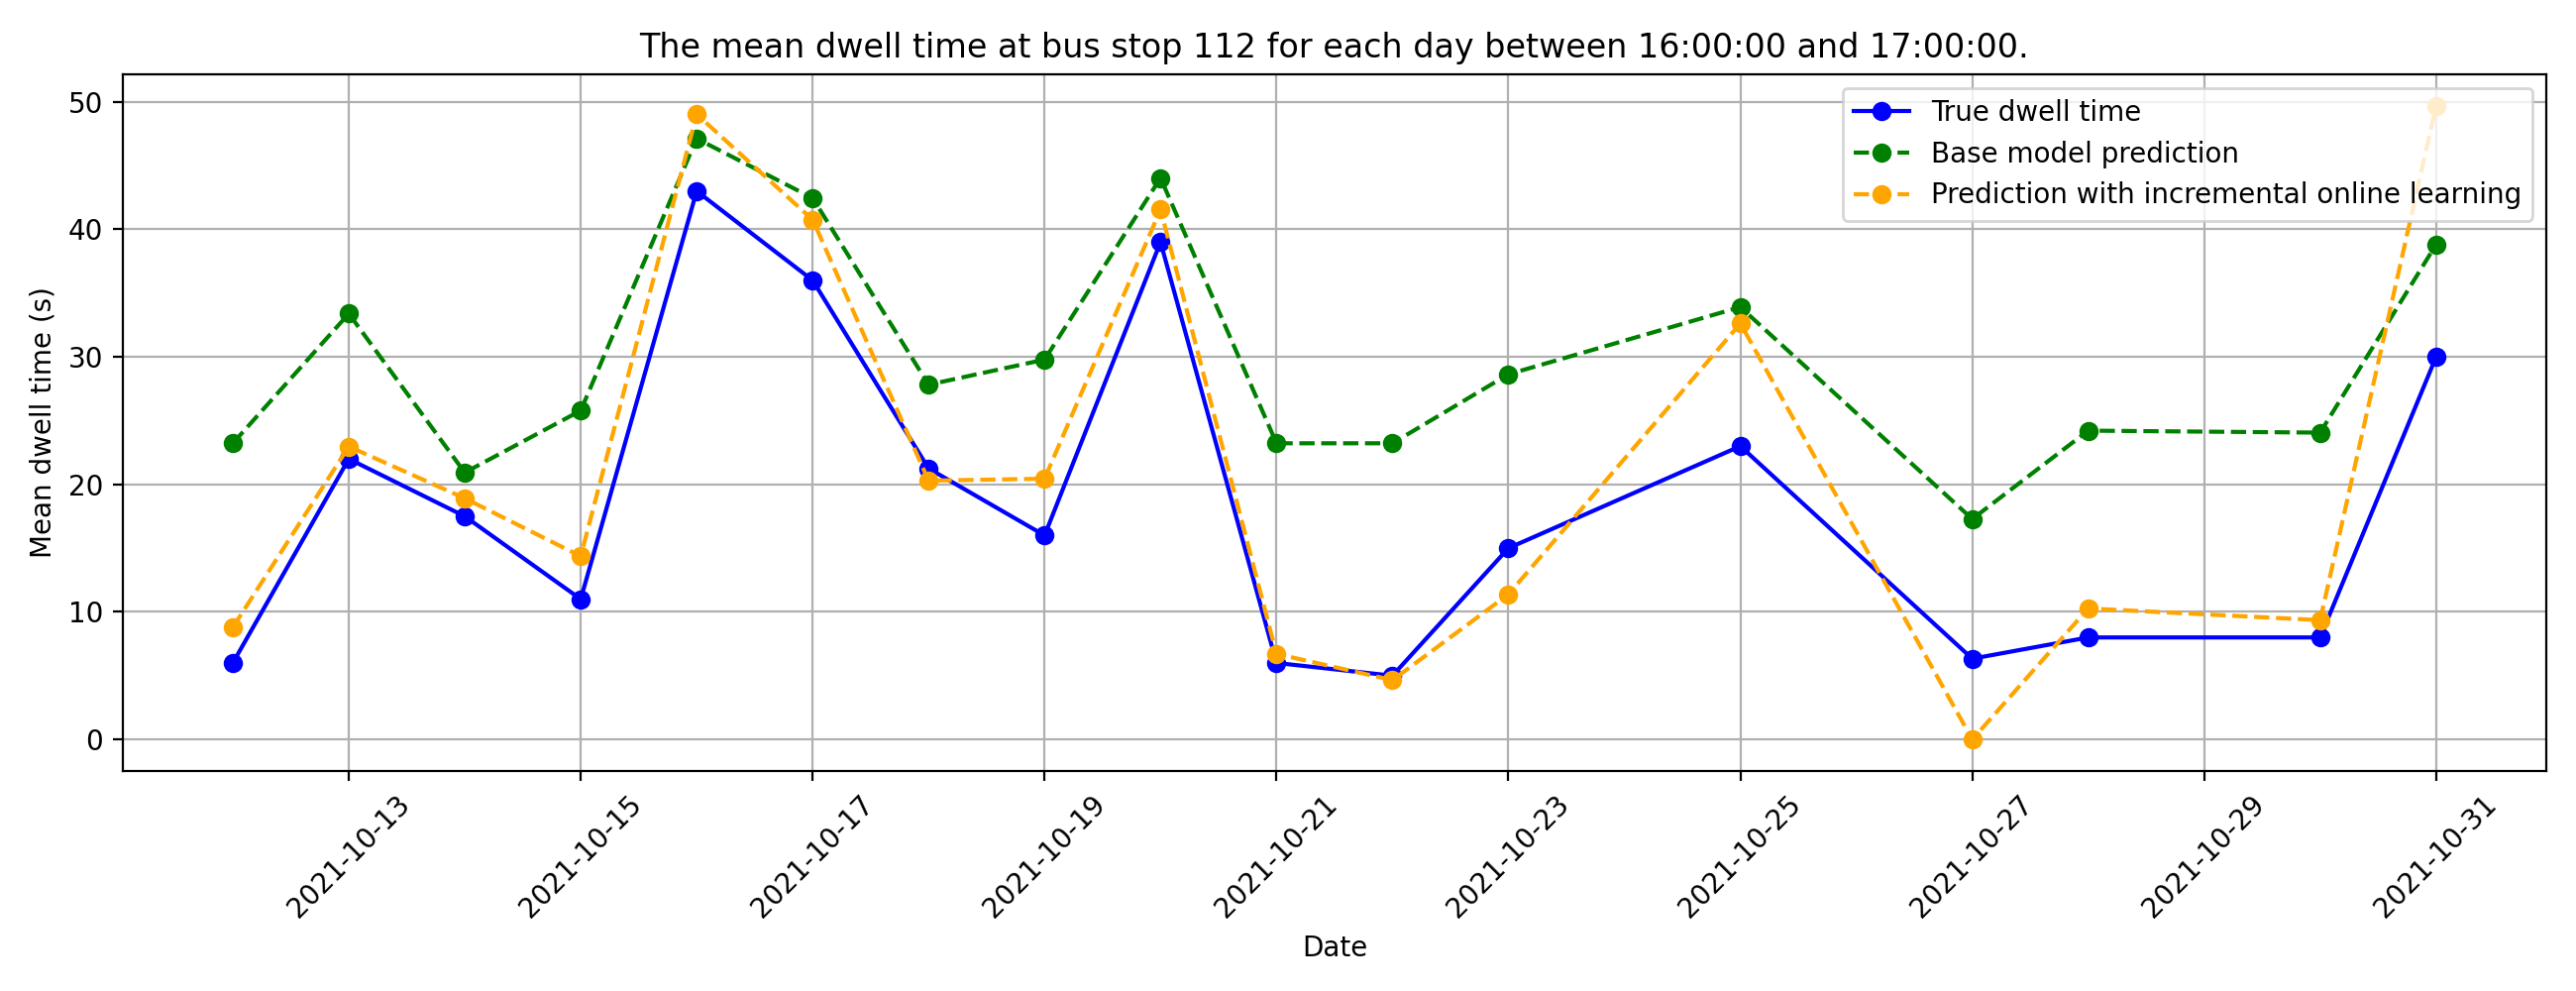 The mean dwell time at bus stop 112 for each day between 16:00:00 and 17:00:00.
Mean dwell time (s)
50
40
30
20
10
0
True dwell time
Base model prediction
Prediction with incremental online learning
2021-10-13
2021-10-15
2021-10-17
2021-10-19
2021-10-21
2021-10-23
2021-10-25
2021-10-27
2021-10-29
2021-10-31
Date